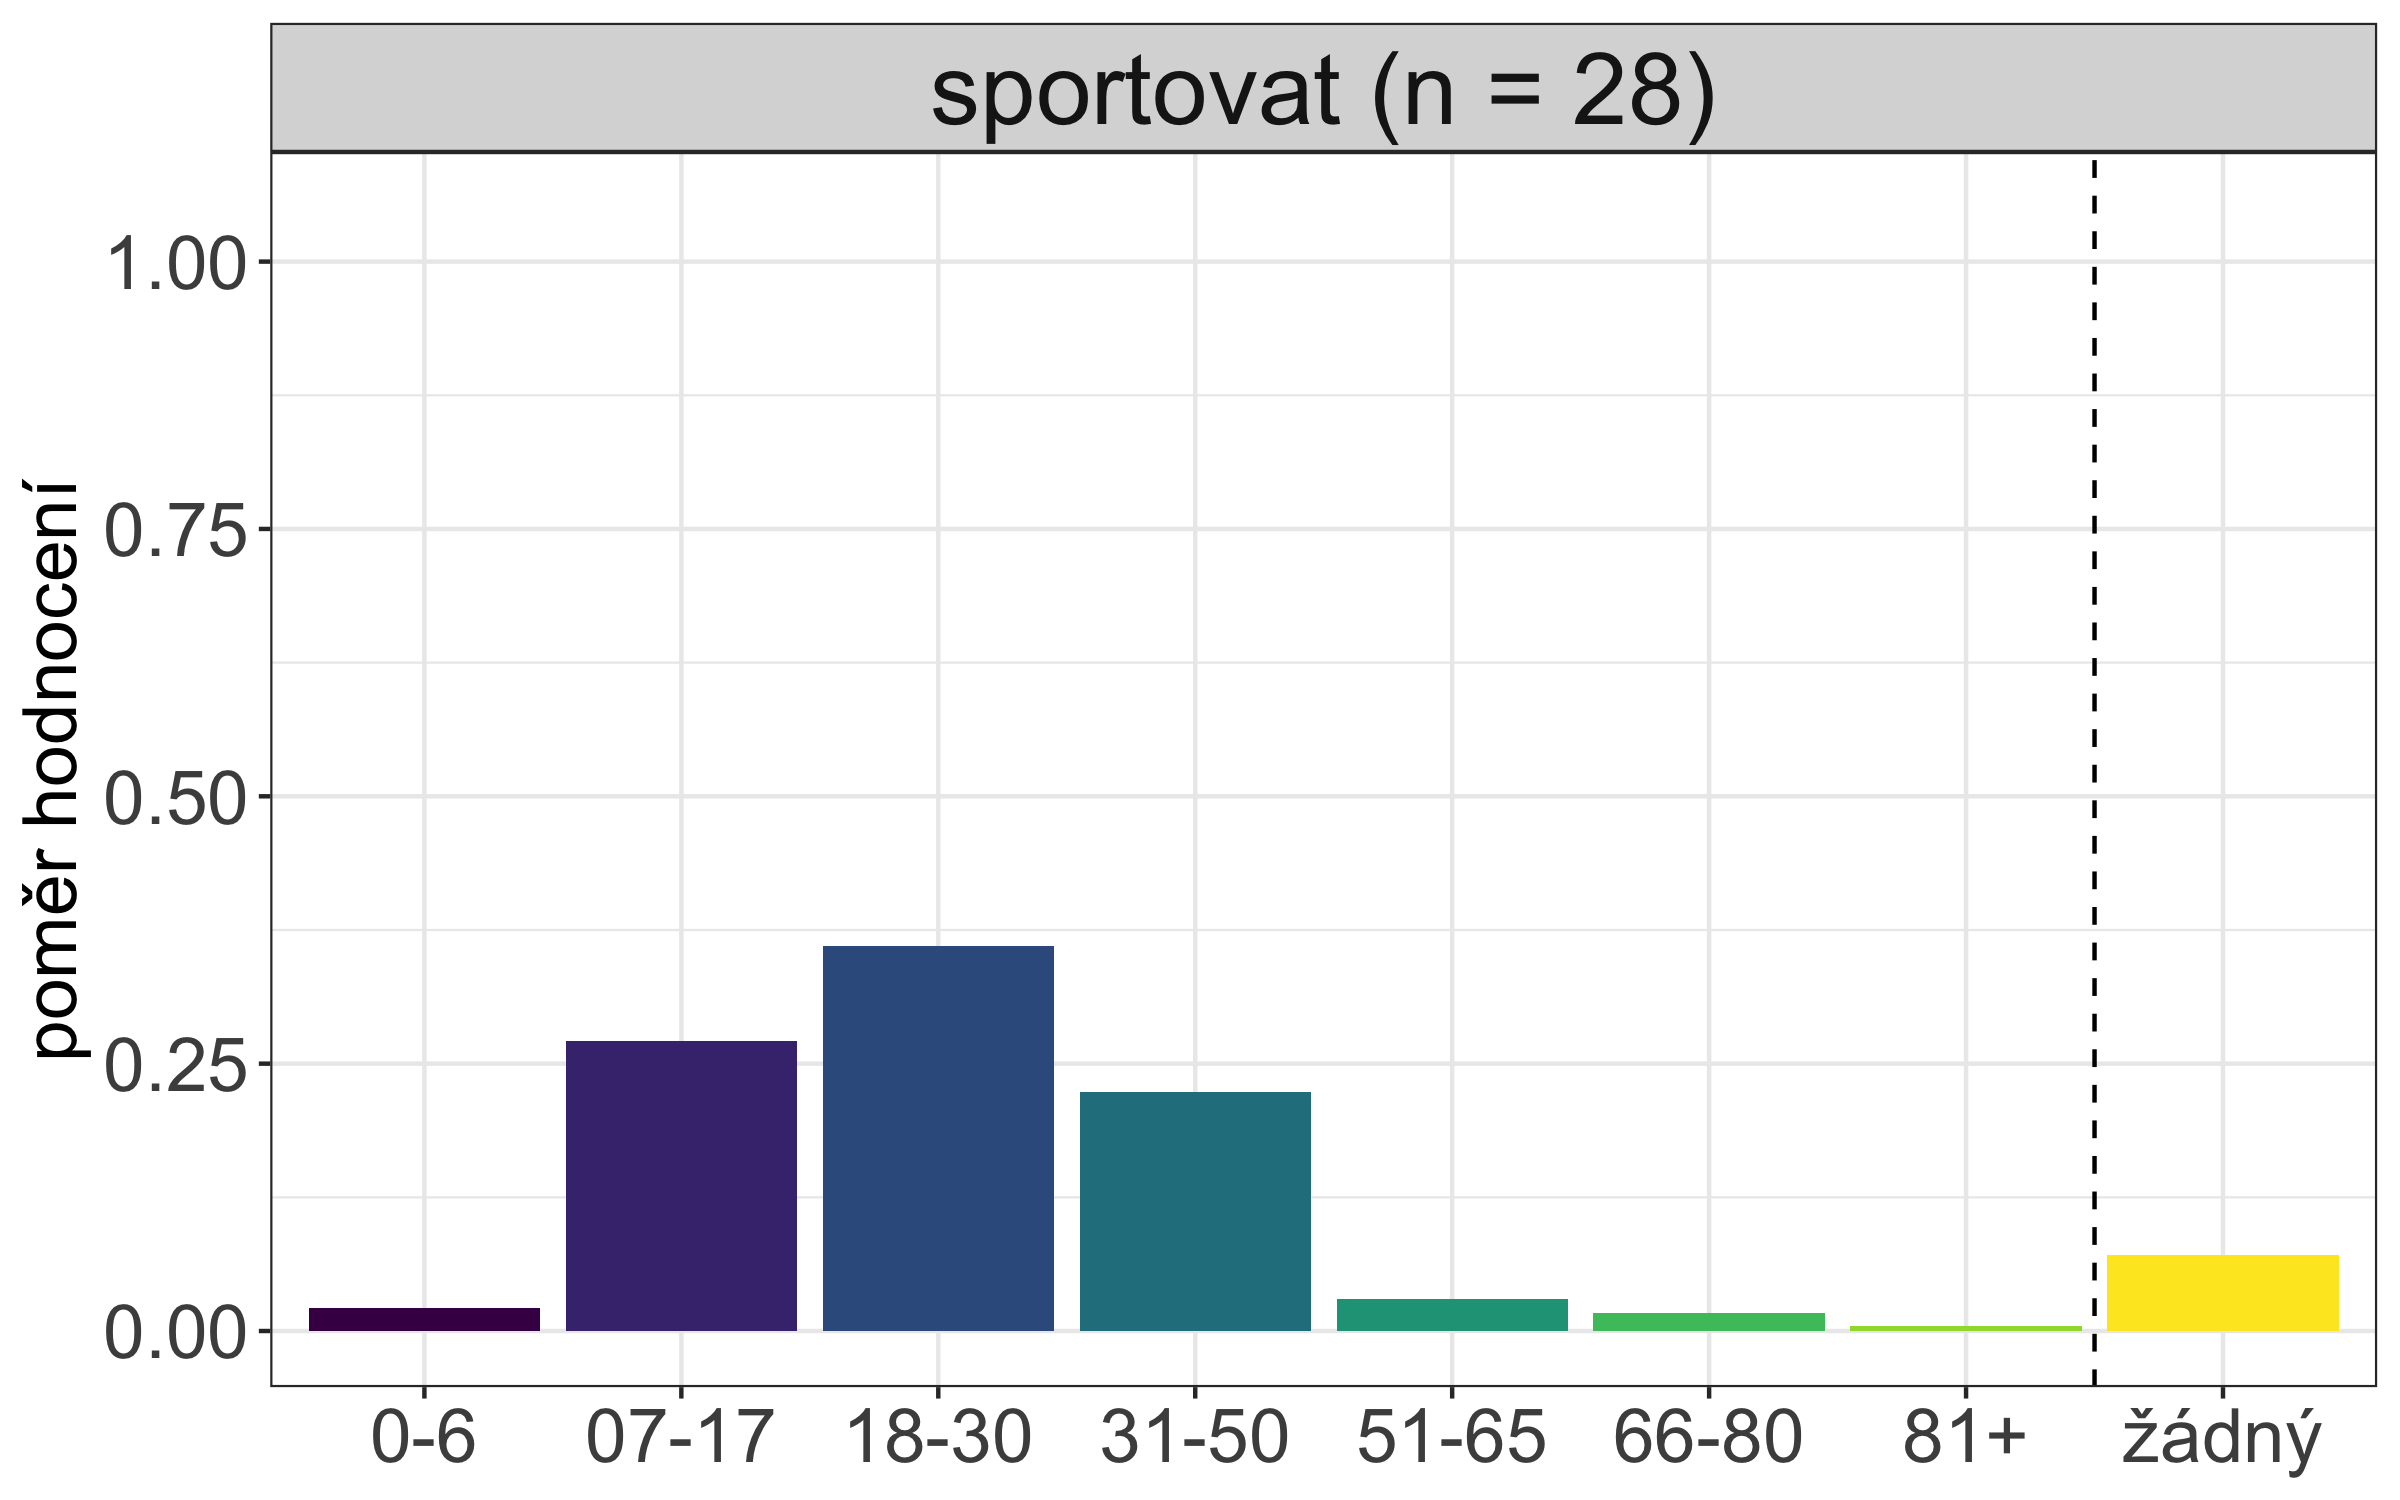 sportovat (n = 28)
poměr hodnocení
1.00
0.75
0.50
0.25
0.00
0-6 07-17 18-30 31-50 51-65 66-80 81+ žádný